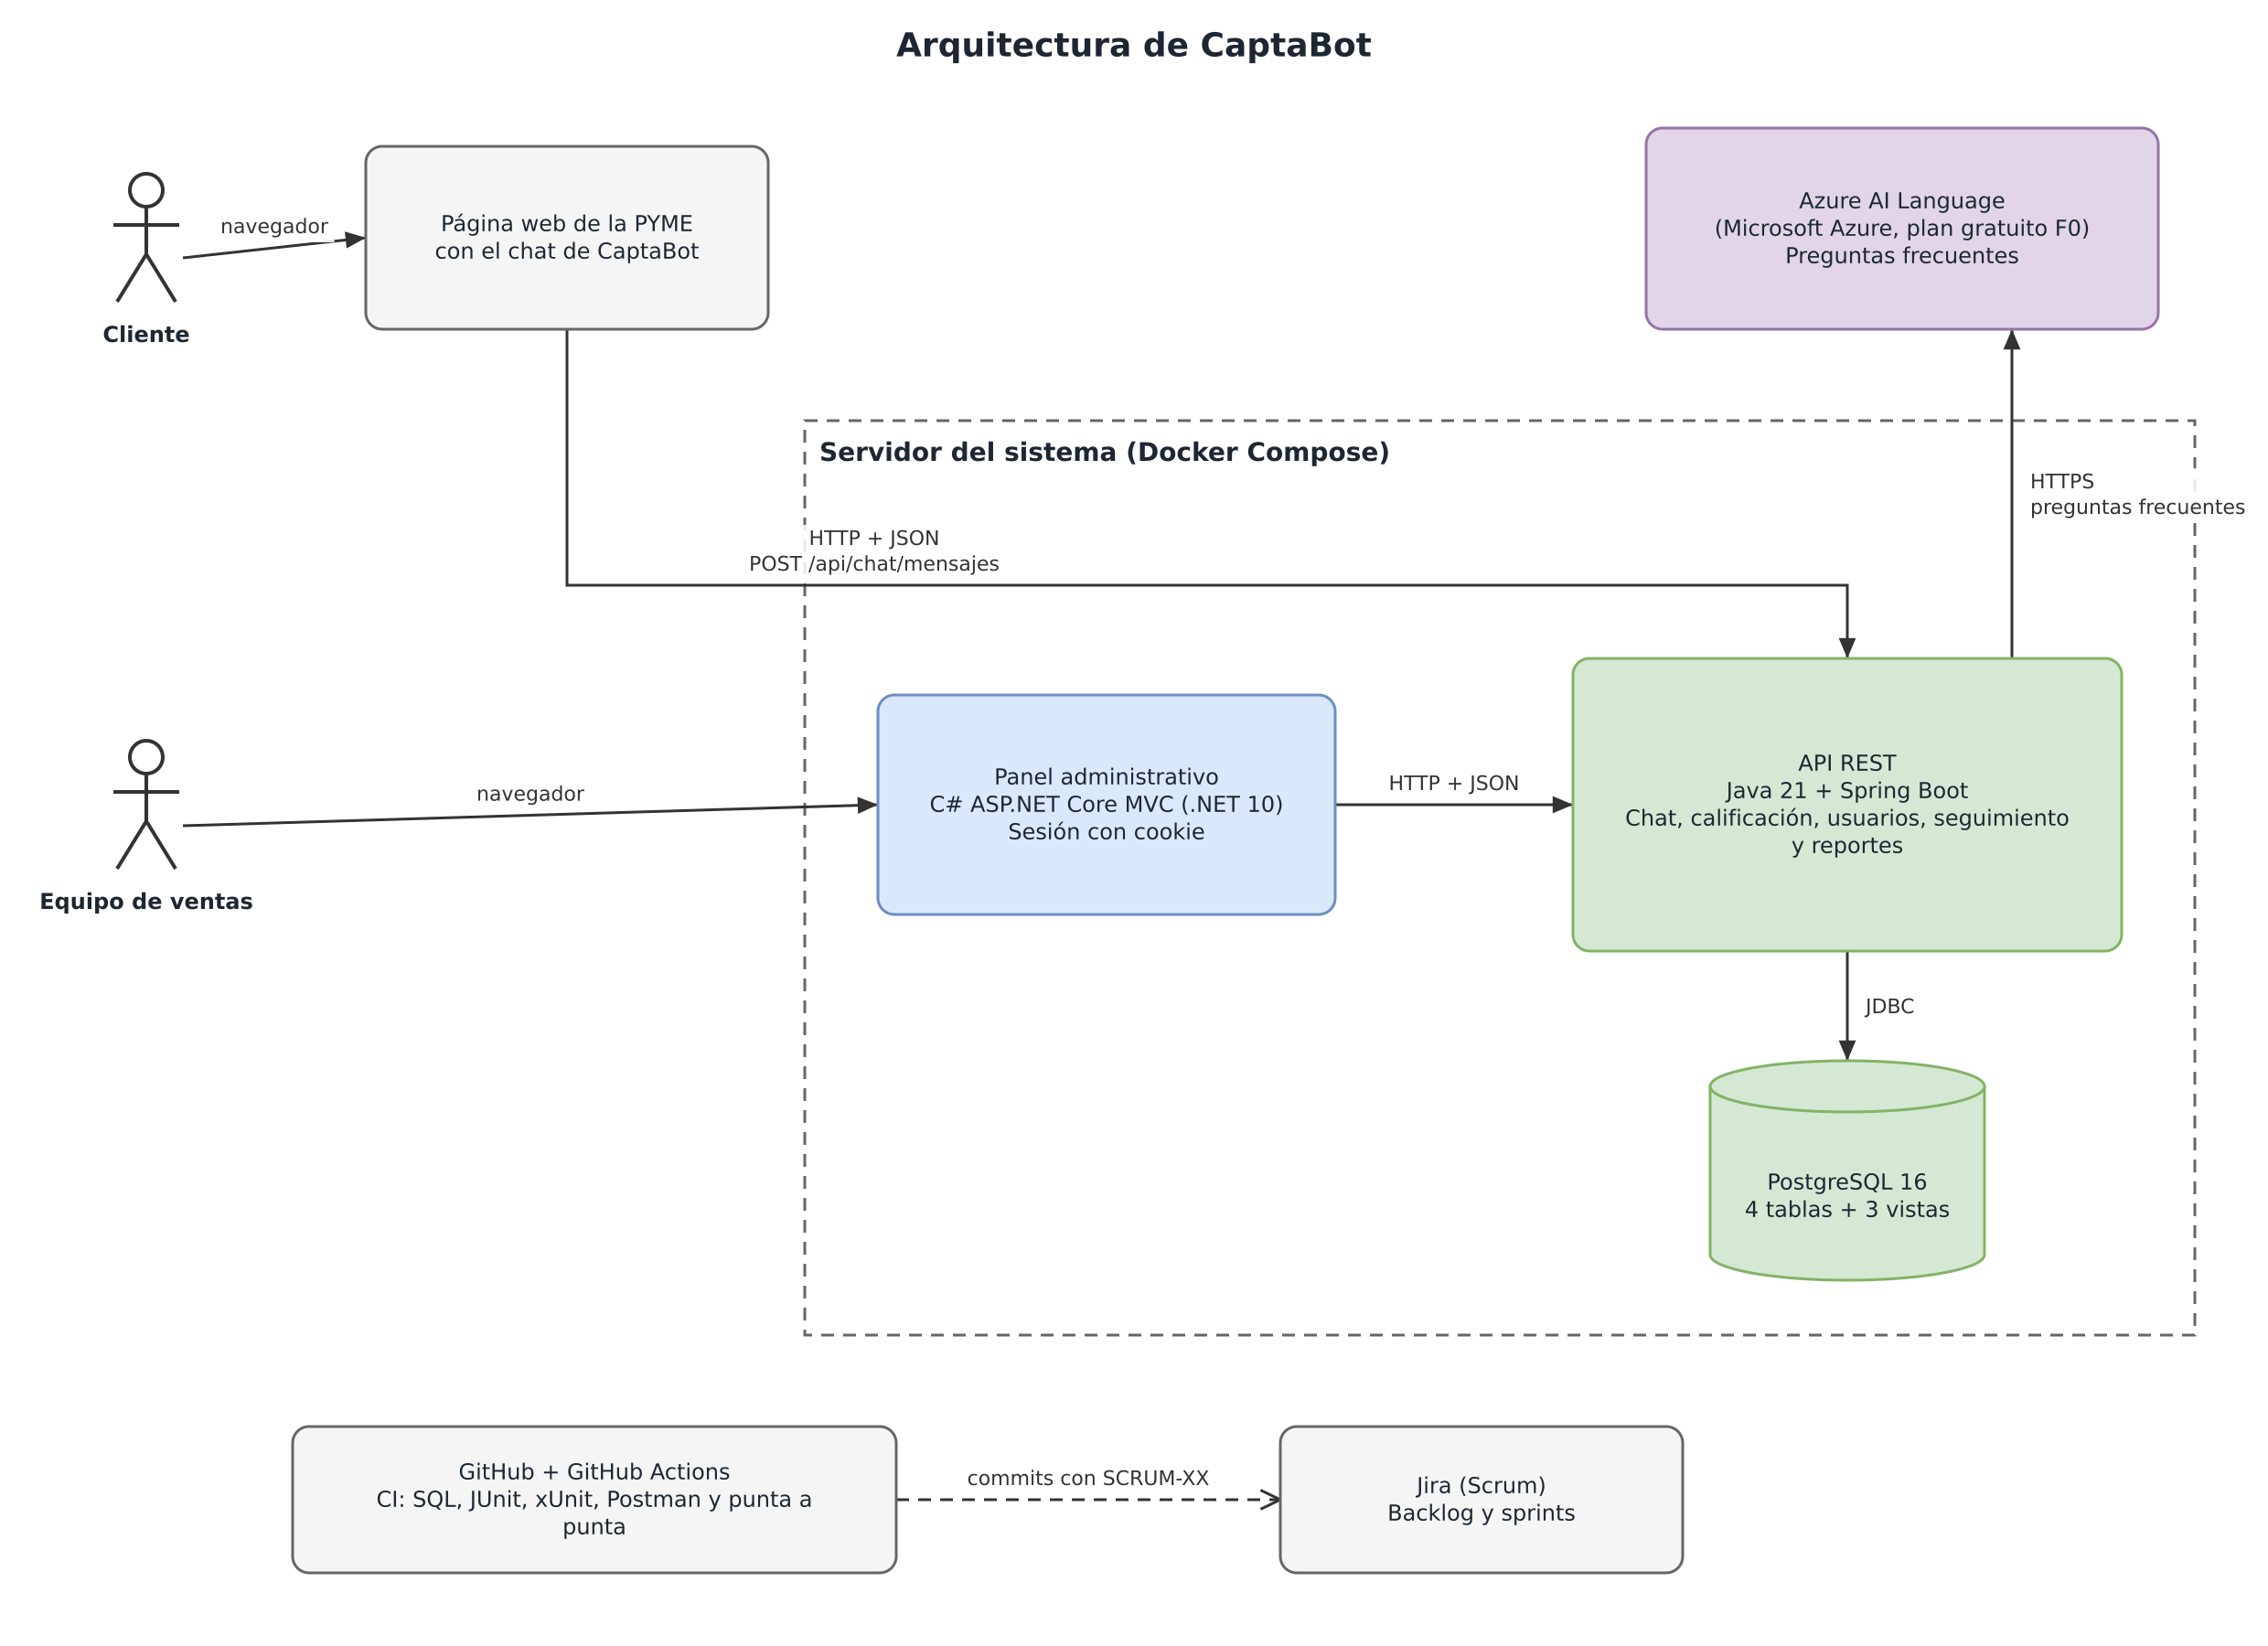 Arquitectura de CaptaBot
Cliente
navegador
Página web de la PYME
con el chat de CaptaBot
Azure AI Language
(Microsoft Azure, plan gratuito F0)
Preguntas frecuentes
Servidor del sistema (Docker Compose)
HTTPS
preguntas frecuentes
HTTP + JSON
POST /api/chat/mensajes
Equipo de ventas
navegador
Panel administrativo
C# ASP.NET Core MVC (.NET 10)
Sesión con cookie
HTTP + JSON
API REST
Java 21 + Spring Boot
Chat, calificación, usuarios, seguimiento
y reportes
JDBC
PostgreSQL 16
4 tablas + 3 vistas
GitHub + GitHub Actions
CI: SQL, JUnit, xUnit, Postman y punta a
punta
commits con SCRUM-XX
Jira (Scrum)
Backlog y sprints